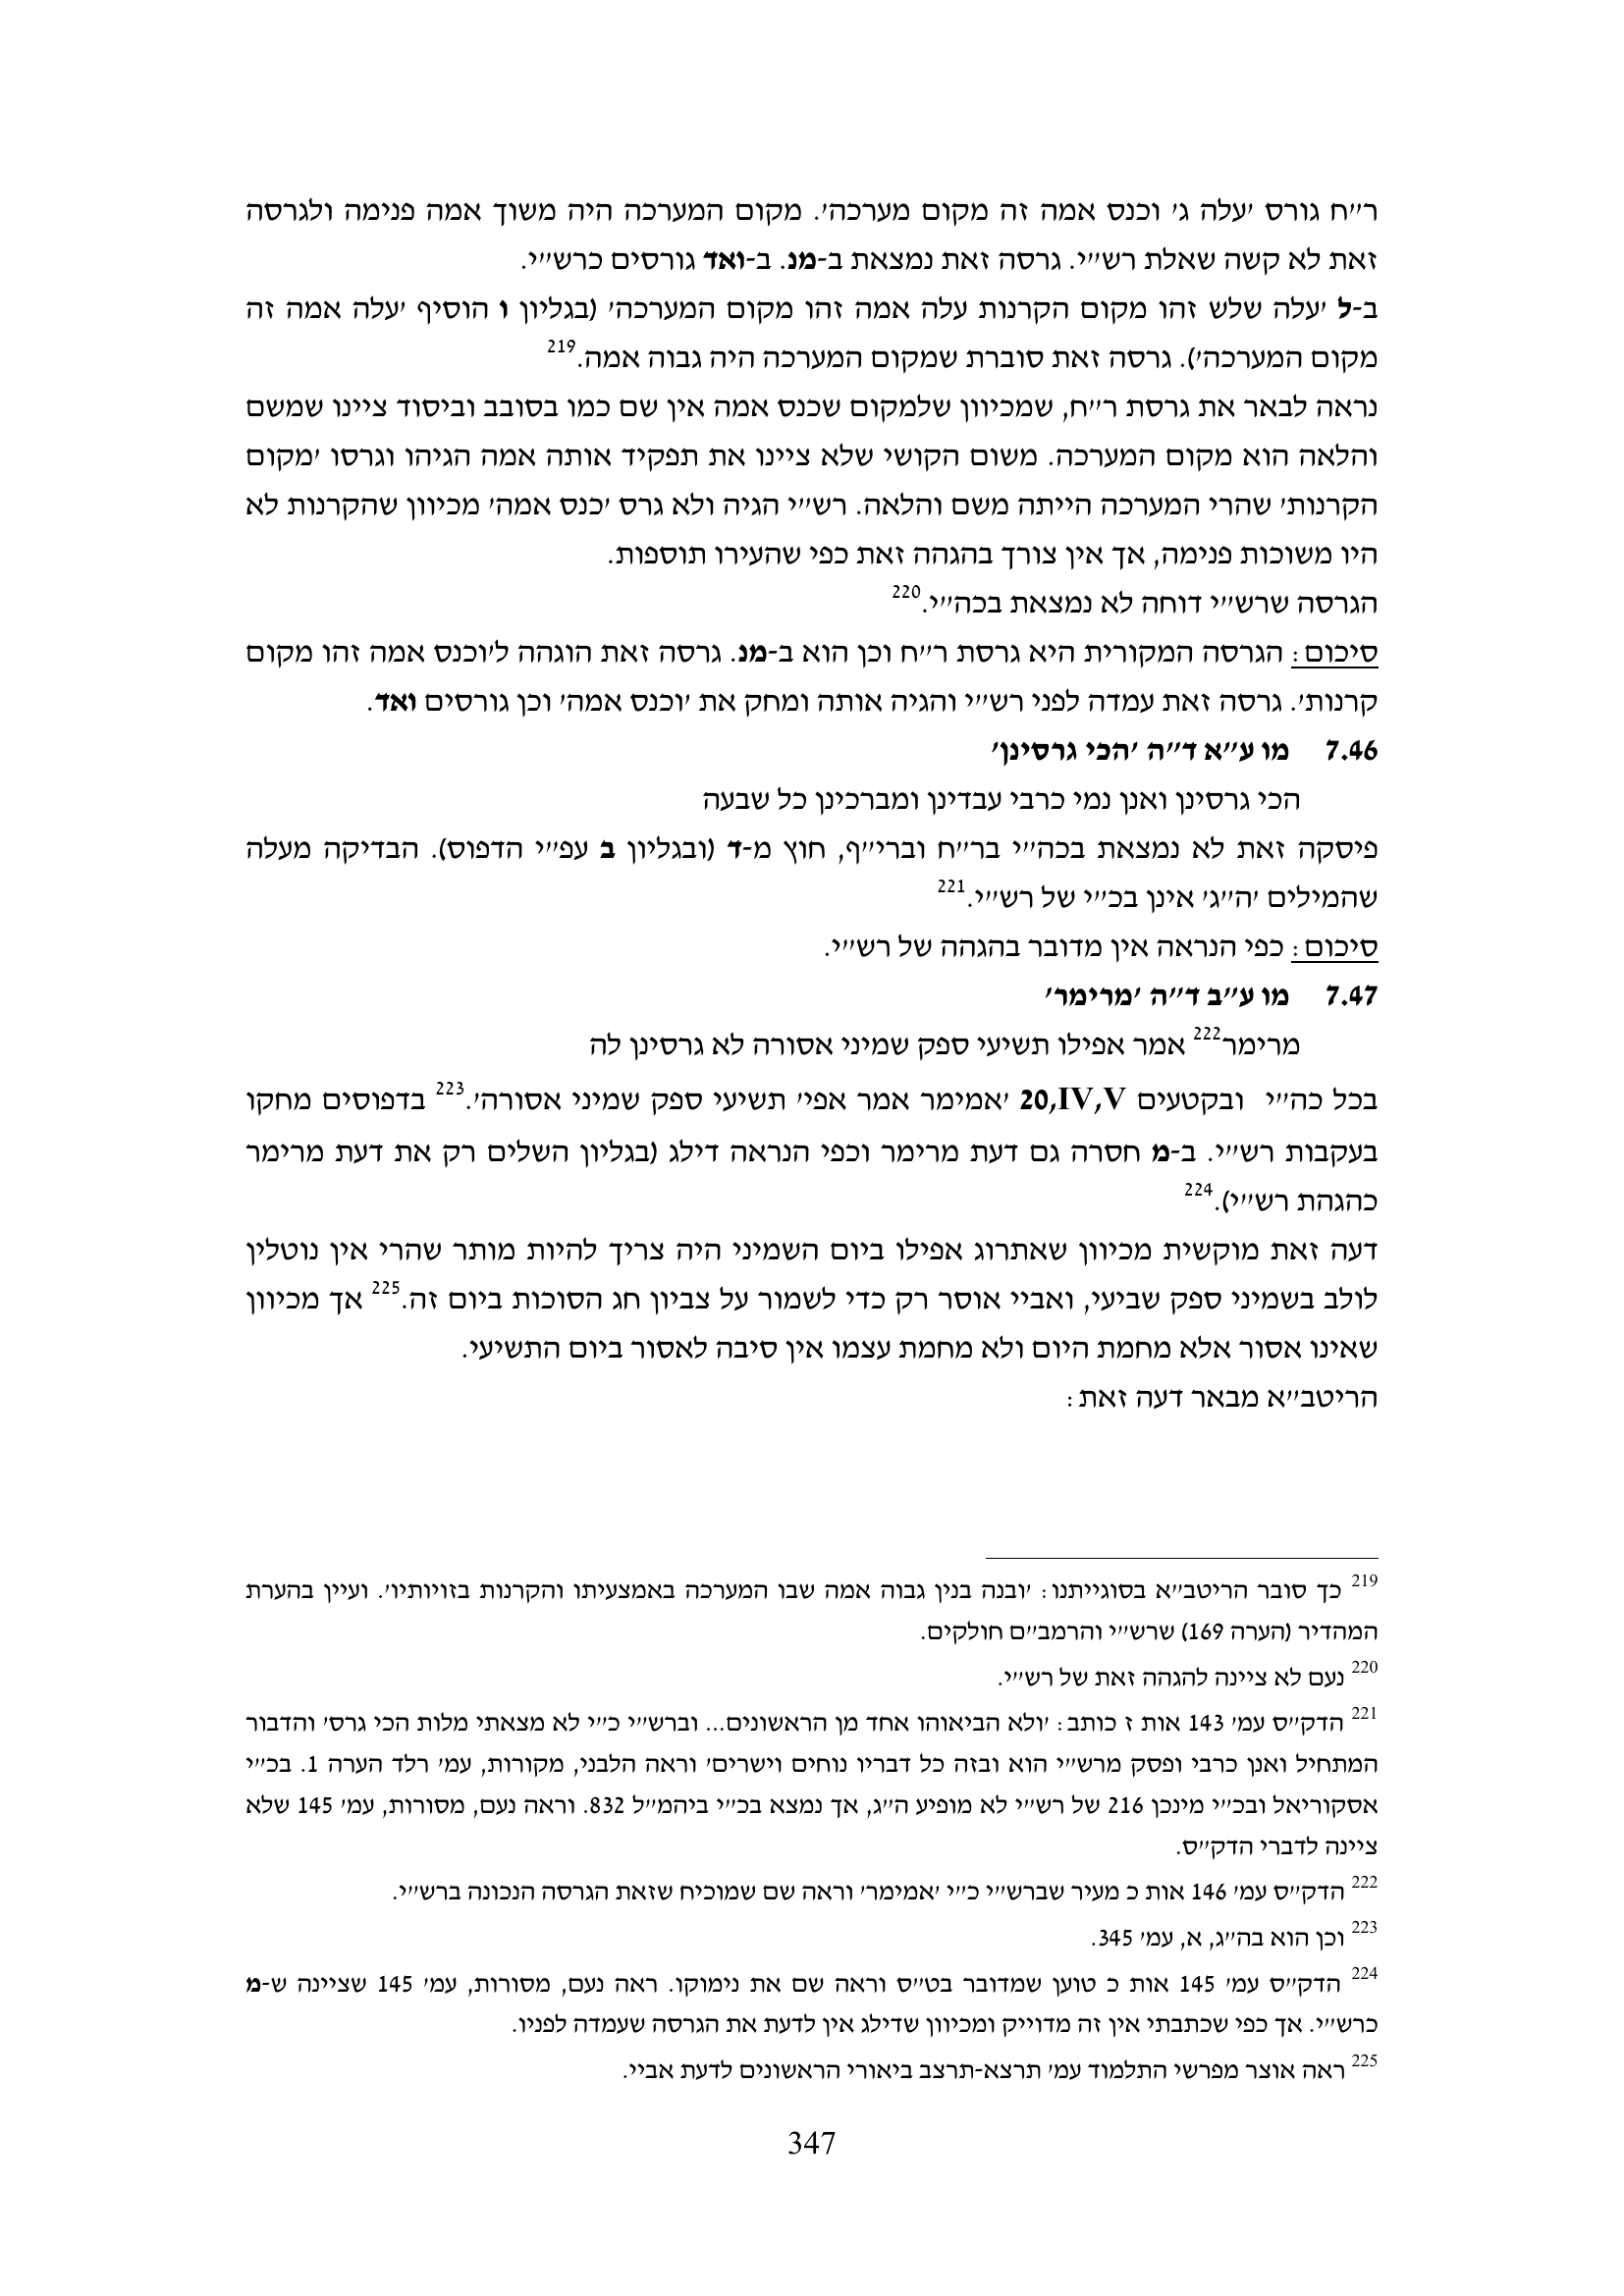 ר״ח גורס ׳עלה ג׳ וכנס אמה זה מקום מערכה׳. מקום המערכה היה משוך אמה פנימה ולגרסה
זאת לא קשה שאלת רש״י. גרסה זאת נמצאת ב-מנ. ב-ואד גורסים כרש״י.
ב-ל ׳עלה שלש זהו מקום הקרנות עלה אמה זהו מקום המערכה׳ (בגליון ו הוסיף ׳עלה אמה זה
מקום המערכה׳). גרסה זאת סוברת שמקום המערכה היה גבוה אמה.219
נראה לבאר את גרסת ר״ח, שמכיוון שלמקום שכנס אמה אין שם כמו בסובב וביסוד ציינו שמשם
והלאה הוא מקום המערכה. משום הקושי שלא ציינו את תפקיד אותה אמה הגיהו וגרסו ׳מקום
הקרנות׳ שהרי המערכה הייתה משם והלאה. רש״י הגיה ולא גרס ׳כנס אמה׳ מכיוון שהקרנות לא
היו משוכות פנימה, אך אין צורך בהגהה זאת כפי שהעירו תוספות.
הגרסה שרש״י דוחה לא נמצאת בכה״י.220
סיכום: הגרסה המקורית היא גרסת ר״ח וכן הוא ב-מנ. גרסה זאת הוגהה ל׳וכנס אמה זהו מקום
קרנות׳. גרסה זאת עמדה לפני רש״י והגיה אותה ומחק את ׳וכנס אמה׳ וכן גורסים ואד.
7.46 מו ע״א ד״ה ׳הכי גרסינן׳
הכי גרסינן ואנן נמי כרבי עבדינן ומברכינן כל שבעה
פיסקה זאת לא נמצאת בכה״י בר״ח וברי״ף, חוץ מ-ד (ובגליון ב עפ״י הדפוס). הבדיקה מעלה
שהמילים ׳ה״ג׳ אינן בכ״י של רש״י.221
סיכום: כפי הנראה אין מדובר בהגהה של רש״י.
7.47 מו ע״ב ד״ה ׳מרימר׳
מרימר222 אמר אפילו תשיעי ספק שמיני אסורה לא גרסינן לה
בכל כה״י ובקטעים 20,IV,V ׳אמימר אמר אפי׳ תשיעי ספק שמיני אסורה׳.223 בדפוסים מחקו
בעקבות רש״י. ב-מ חסרה גם דעת מרימר וכפי הנראה דילג (בגליון השלים רק את דעת מרימר
כהגהת רש״י).224
דעה זאת מוקשית מכיוון שאתרוג אפילו ביום השמיני היה צריך להיות מותר שהרי אין נוטלין
לולב בשמיני ספק שביעי, ואביי אוסר רק כדי לשמור על צביון חג הסוכות ביום זה.225 אך מכיוון
שאינו אסור אלא מחמת היום ולא מחמת עצמו אין סיבה לאסור ביום התשיעי.
הריטב״א מבאר דעה זאת:
219 כך סובר הריטב״א בסוגייתנו: ׳ובנה בנין גבוה אמה שבו המערכה באמצעיתו והקרנות בזויותיו׳. ועיין בהערת
המהדיר (הערה 169) שרש״י והרמב״ם חולקים.
220 נעם לא ציינה להגהה זאת של רש״י.
221 הדק״ס עמ׳ 143 אות ז כותב: ׳ולא הביאוהו אחד מן הראשונים... וברש״י כ״י לא מצאתי מלות הכי גרס׳ והדבור
המתחיל ואנן כרבי ופסק מרש״י הוא ובזה כל דבריו נוחים וישרים׳ וראה הלבני, מקורות, עמ׳ רלד הערה 1. בכ״י
אסקוריאל ובכ״י מינכן 216 של רש״י לא מופיע ה״ג, אך נמצא בכ״י ביהמ״ל 832. וראה נעם, מסורות, עמ׳ 145 שלא
ציינה לדברי הדק״ס.
222 הדק״ס עמ׳ 146 אות כ מעיר שברש״י כ״י ׳אמימר׳ וראה שם שמוכיח שזאת הגרסה הנכונה ברש״י.
223 וכן הוא בה״ג, א, עמ׳ 345.
224 הדק״ס עמ׳ 145 אות כ טוען שמדובר בט״ס וראה שם את נימוקו. ראה נעם, מסורות, עמ׳ 145 שציינה ש-מ
כרש״י. אך כפי שכתבתי אין זה מדוייק ומכיוון שדילג אין לדעת את הגרסה שעמדה לפניו.
225 ראה אוצר מפרשי התלמוד עמ׳ תרצא-תרצב ביאורי הראשונים לדעת אביי.
347